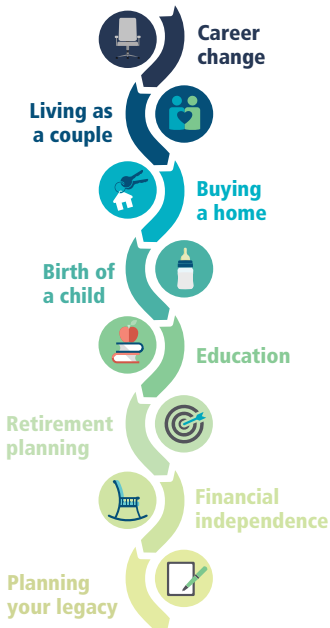 Career
change
Living as
a couple
Buying
a home
Birth of
a child
Education
Retirement
planning
Financial
independence
Planning
your legacy